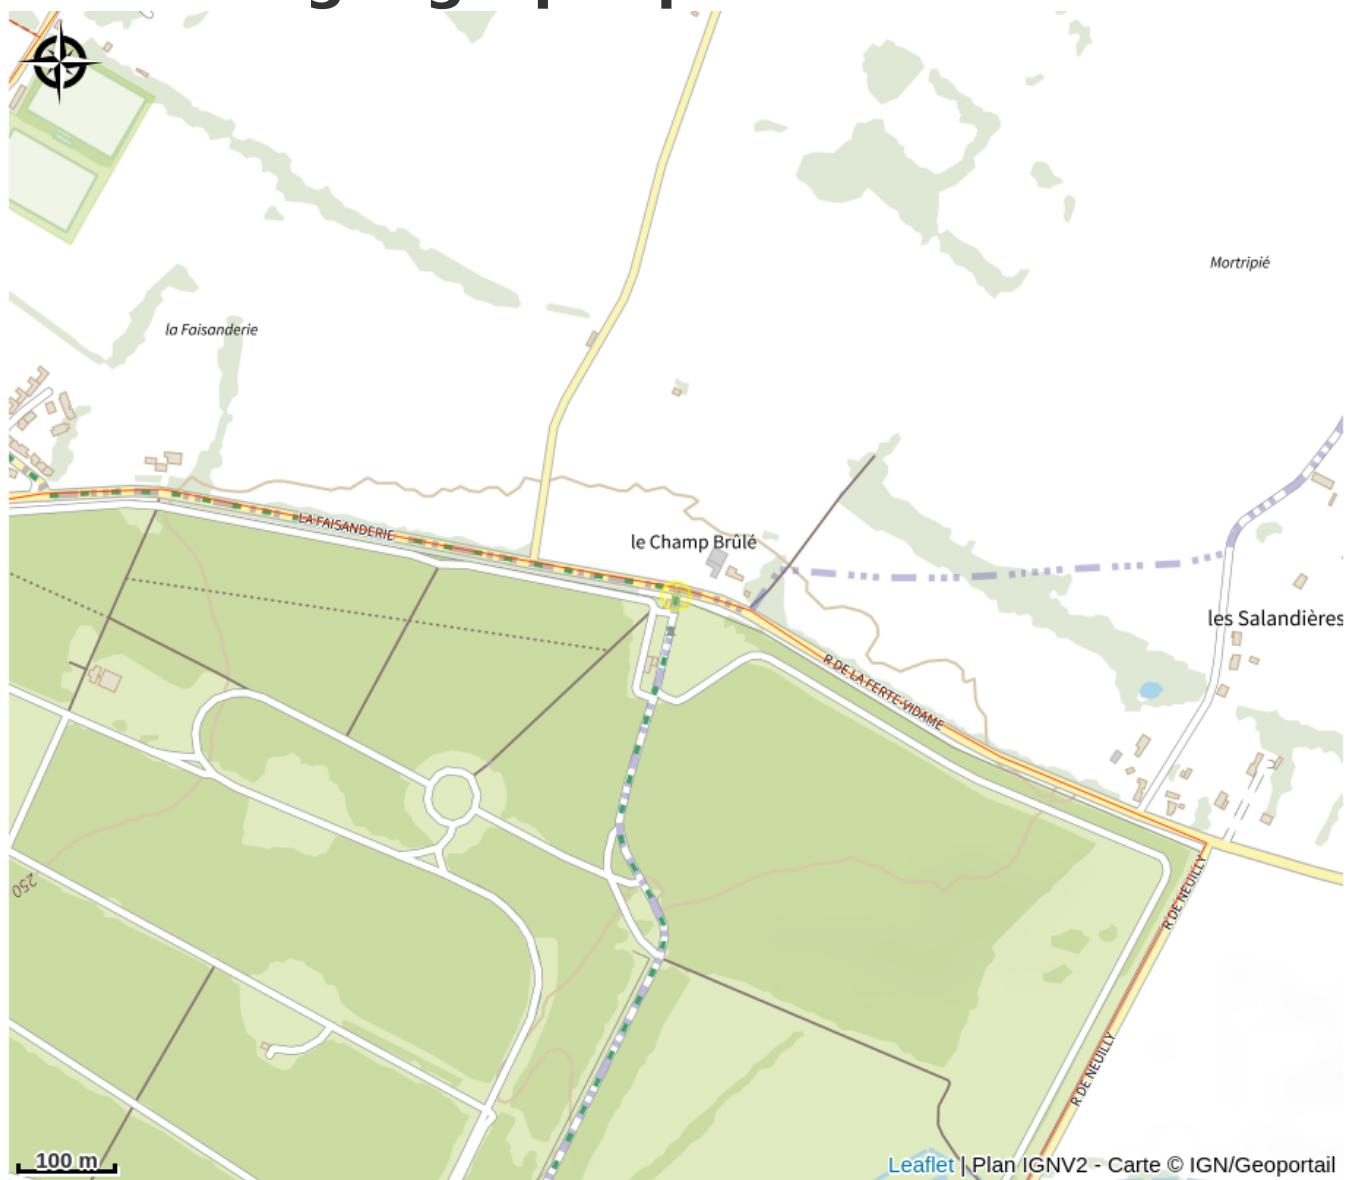 Mortripié
la Faisanderie
LA FAISANDERIE
le Champ Brûlé
les Salandières
R DE LA FERTE-VIDAME
250
R DE NEUILLY
R DE NEUILLY
100 m
Leaflet | Plan IGNV2 - Carte © IGN/Geoportail